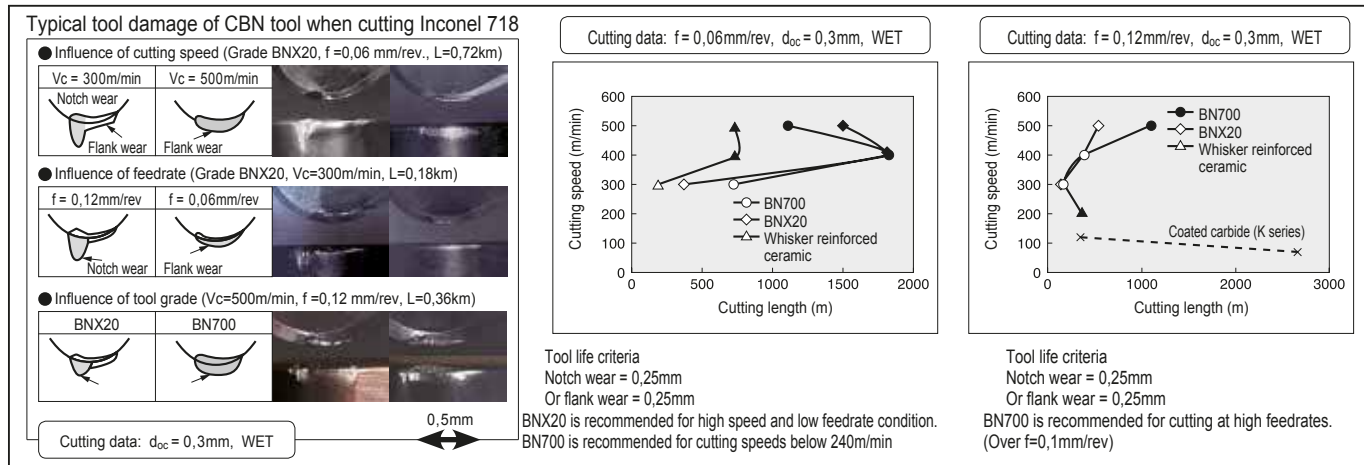 Typical tool damage of CBN tool when cutting Inconel 718
● Influence of cutting speed (Grade BNX20, f =0,06 mm/rev., L=0,72km)
Vc = 300m/min
Vc = 500m/min
Notch wear
Flank wear
Flank wear
● Influence of feedrate (Grade BNX20, Vc=300m/min, L=0,18km)
f = 0,12mm/rev
f = 0,06mm/rev
Notch wear
Flank wear
● Influence of tool grade (Vc=500m/min, f =0,12 mm/rev, L=0,36km)
BNX20
BN700
Cutting data: doc = 0,3mm, WET
0,5mm
Cutting data: f = 0,06mm/rev, doc = 0,3mm, WET
Cutting speed (m/min)
600
500
400
300
200
100
0
BN700
BNX20
Whisker reinforced
ceramic
0
500
1000
1500
2000
Cutting length (m)
Tool life criteria
Notch wear = 0,25mm
Or flank wear = 0,25mm
BNX20 is recommended for high speed and low feedrate condition.
BN700 is recommended for cutting speeds below 240m/min
Cutting data: f = 0,12mm/rev, doc = 0,3mm, WET
Cutting speed (m/min)
600
500
400
300
200
100
0
BN700
BNX20
Whisker reinforced
ceramic
Coated carbide (K series)
0
1000
2000
3000
Cutting length (m)
Tool life criteria
Notch wear = 0,25mm
Or flank wear = 0,25mm
BN700 is recommended for cutting at high feedrates.
(Over f=0,1mm/rev)